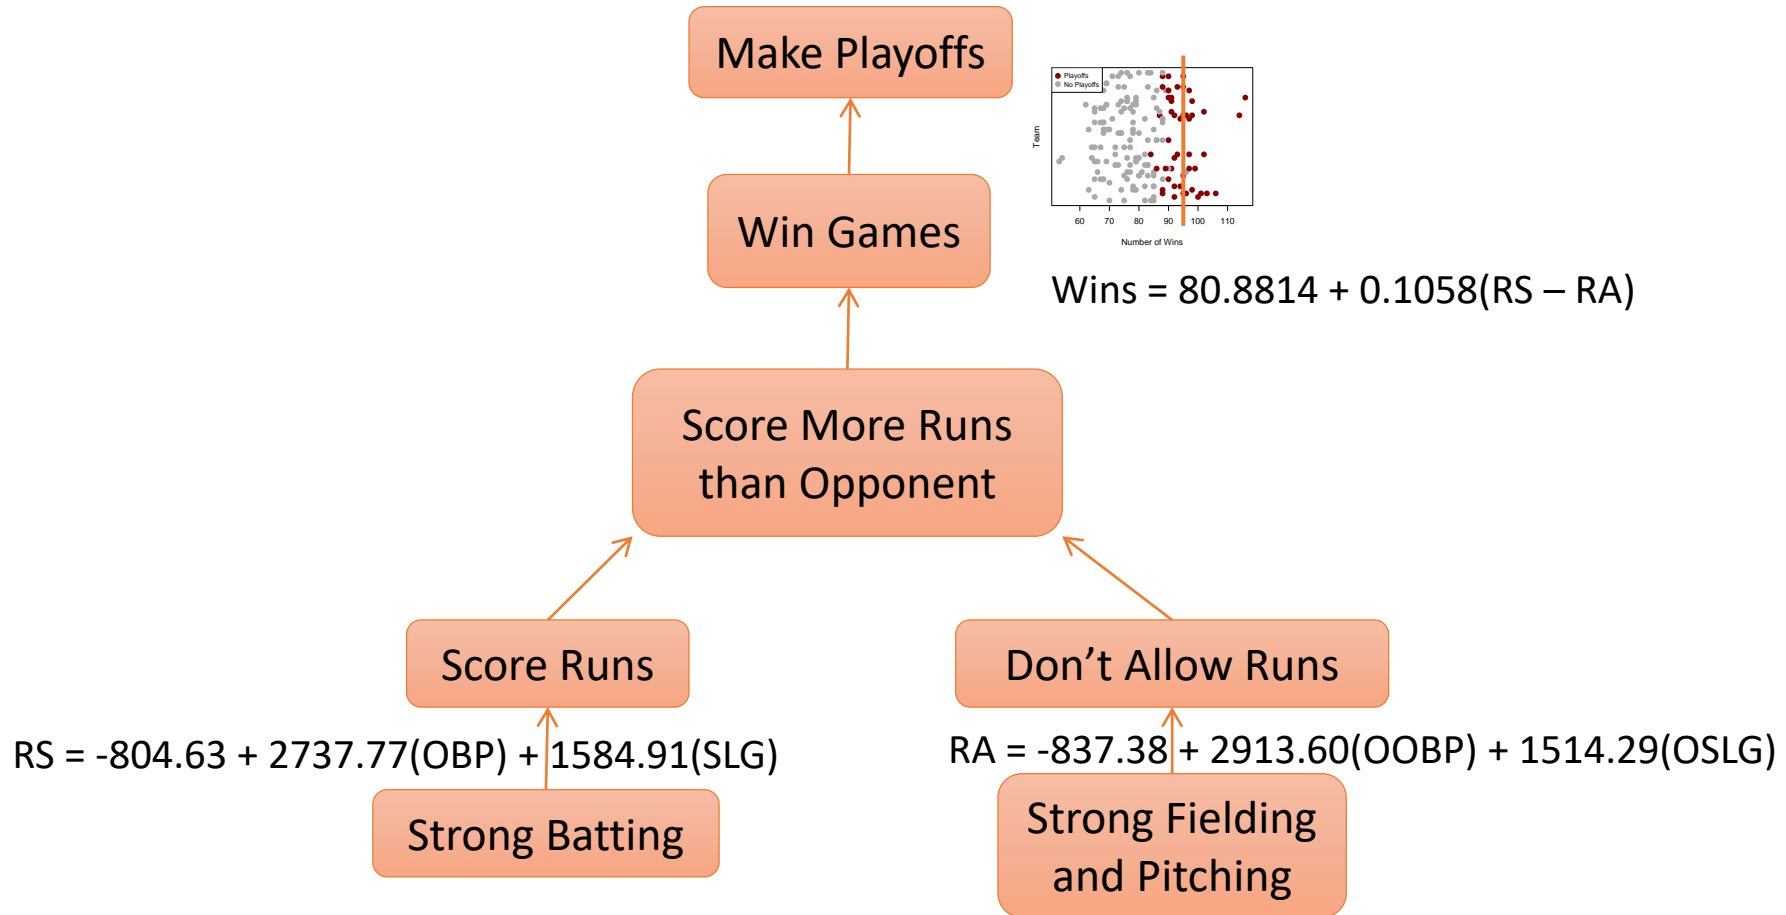 Make Playoffs
Playoffs
No Playoffs
Team
60 70 80 90 100 110
Number of Wins
Win Games
Wins = 80.8814 + 0.1058(RS – RA)
Score More Runs
than Opponent
Score Runs
Don’t Allow Runs
RS = -804.63 + 2737.77(OBP) + 1584.91(SLG)
RA = -837.38 + 2913.60(OOBP) + 1514.29(OSLG)
Strong Batting
Strong Fielding
and Pitching